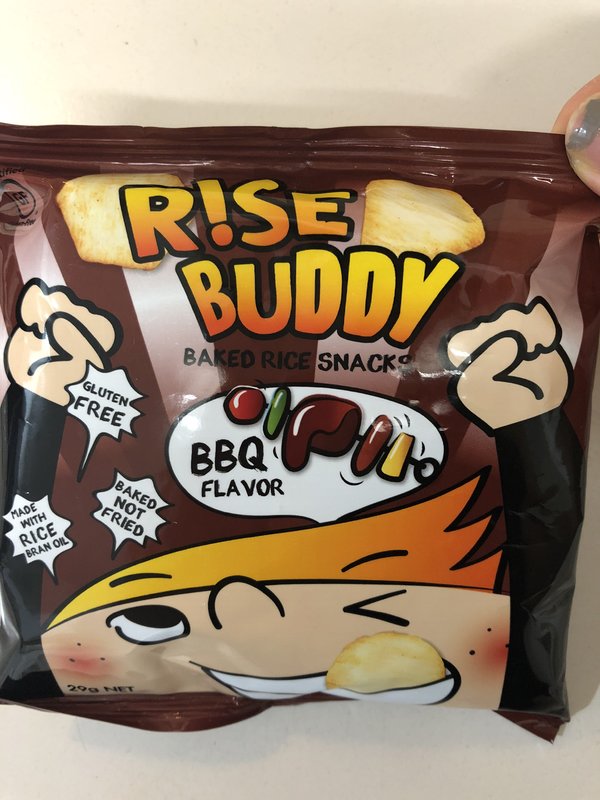 R!SE
BUDDY
BAKED RICE SNACKS
GLUTEN
FREE
BBQ
FLAVOR
MADE
WITH
RICE
BRAN OIL
BAKED
NOT
FRIED
29g NET